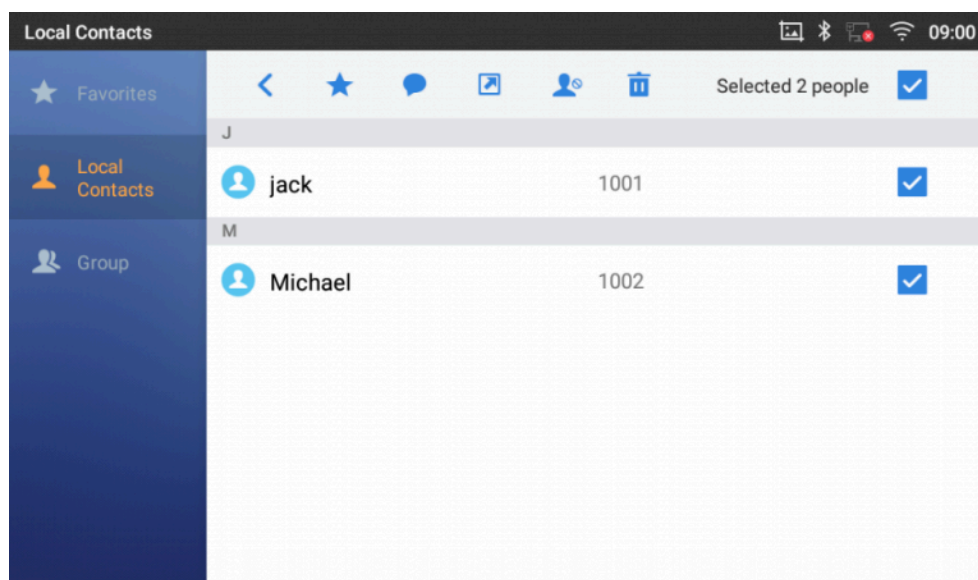 Local Contacts
09:00
Favorites
Selected 2 people
J
Local
Contacts
jack
1001
M
Group
Michael
1002